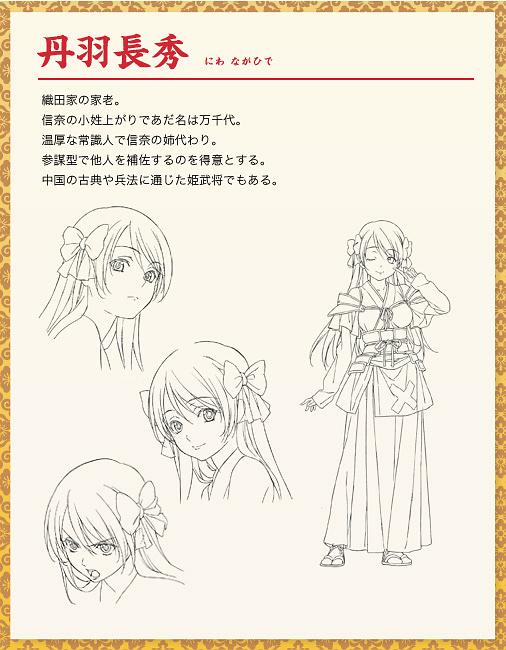 丹羽長秀 にわ ながひで
織田家の家老。
信奈の小姓上がりであだ名は万千代。
温厚な常識人で信奈の姉代わり。
参謀型で他人を補佐するのを得意とする。
中国の古典や兵法に通じた姫武将でもある。